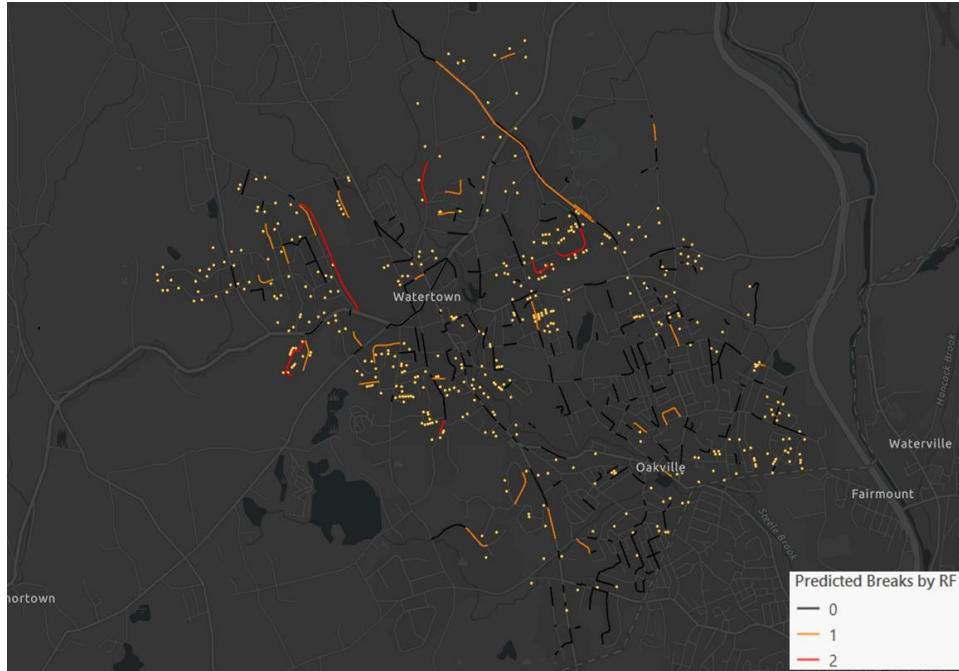 Watertown
Oakville
Waterville
Fairmount
Hancock Brook
Steele Brook
hortown
Predicted Breaks by RF
0
1
2